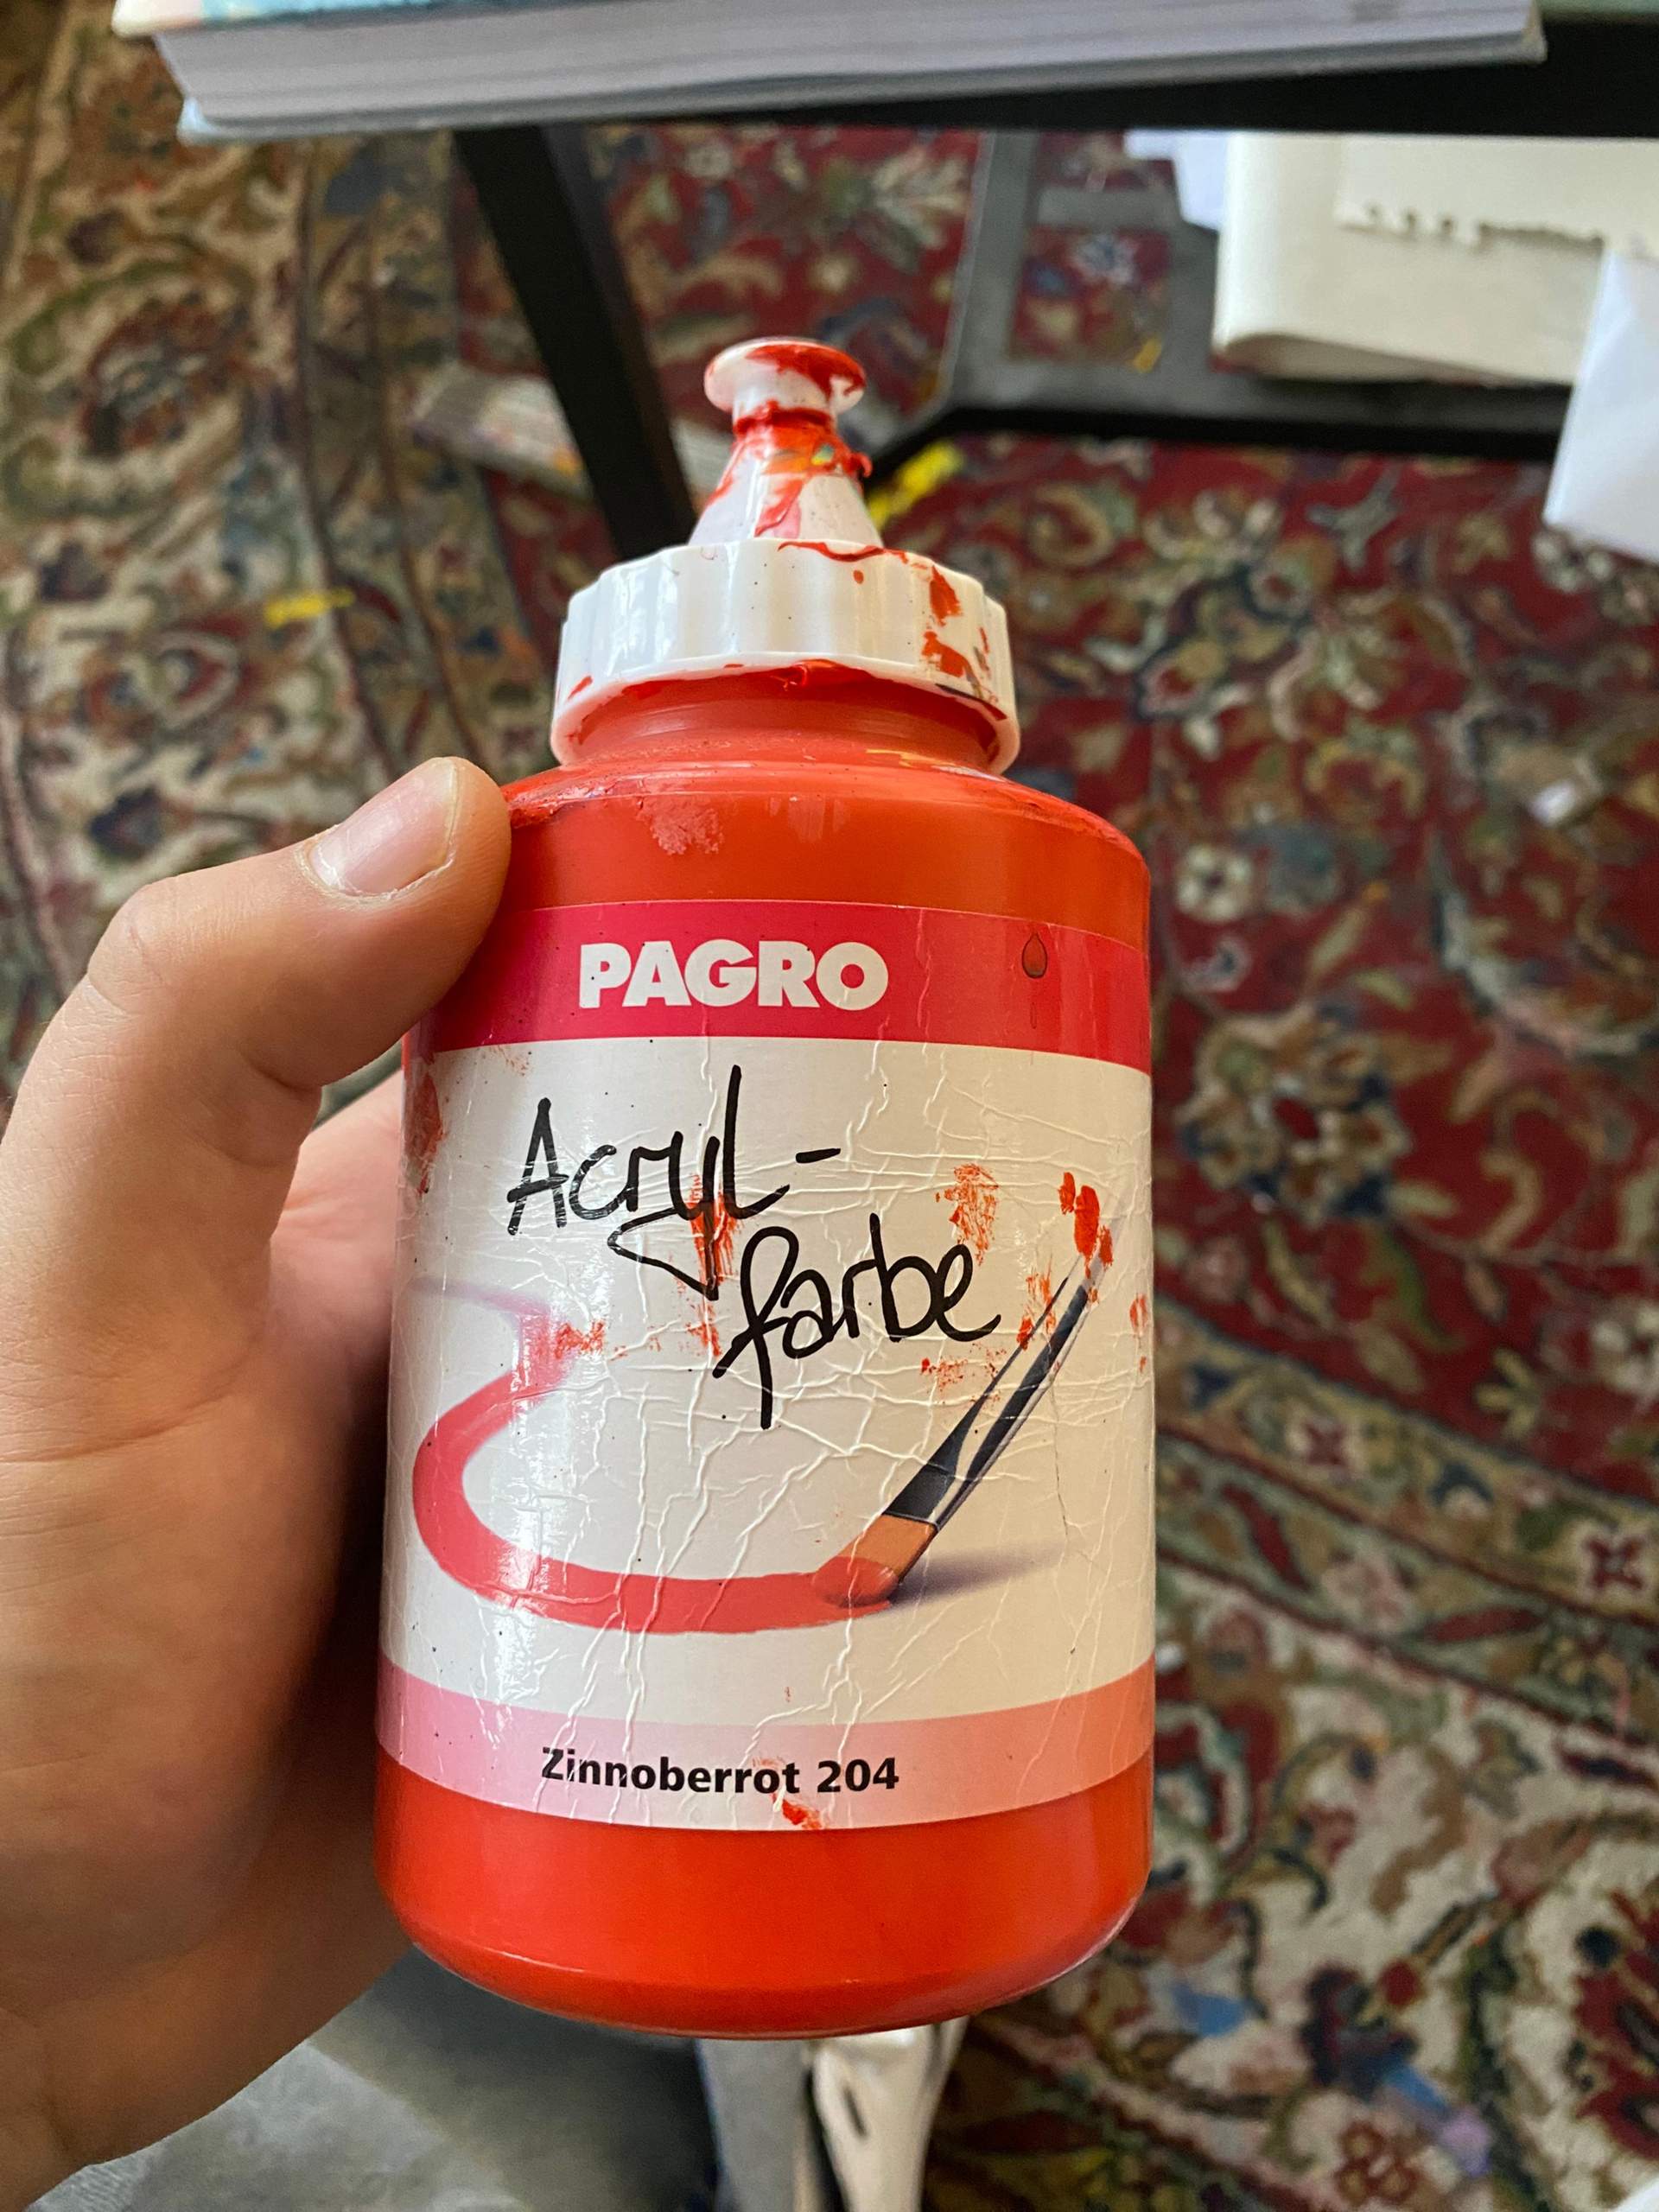 PAGRO
Acryl-
farbe
Zinnoberrot 204